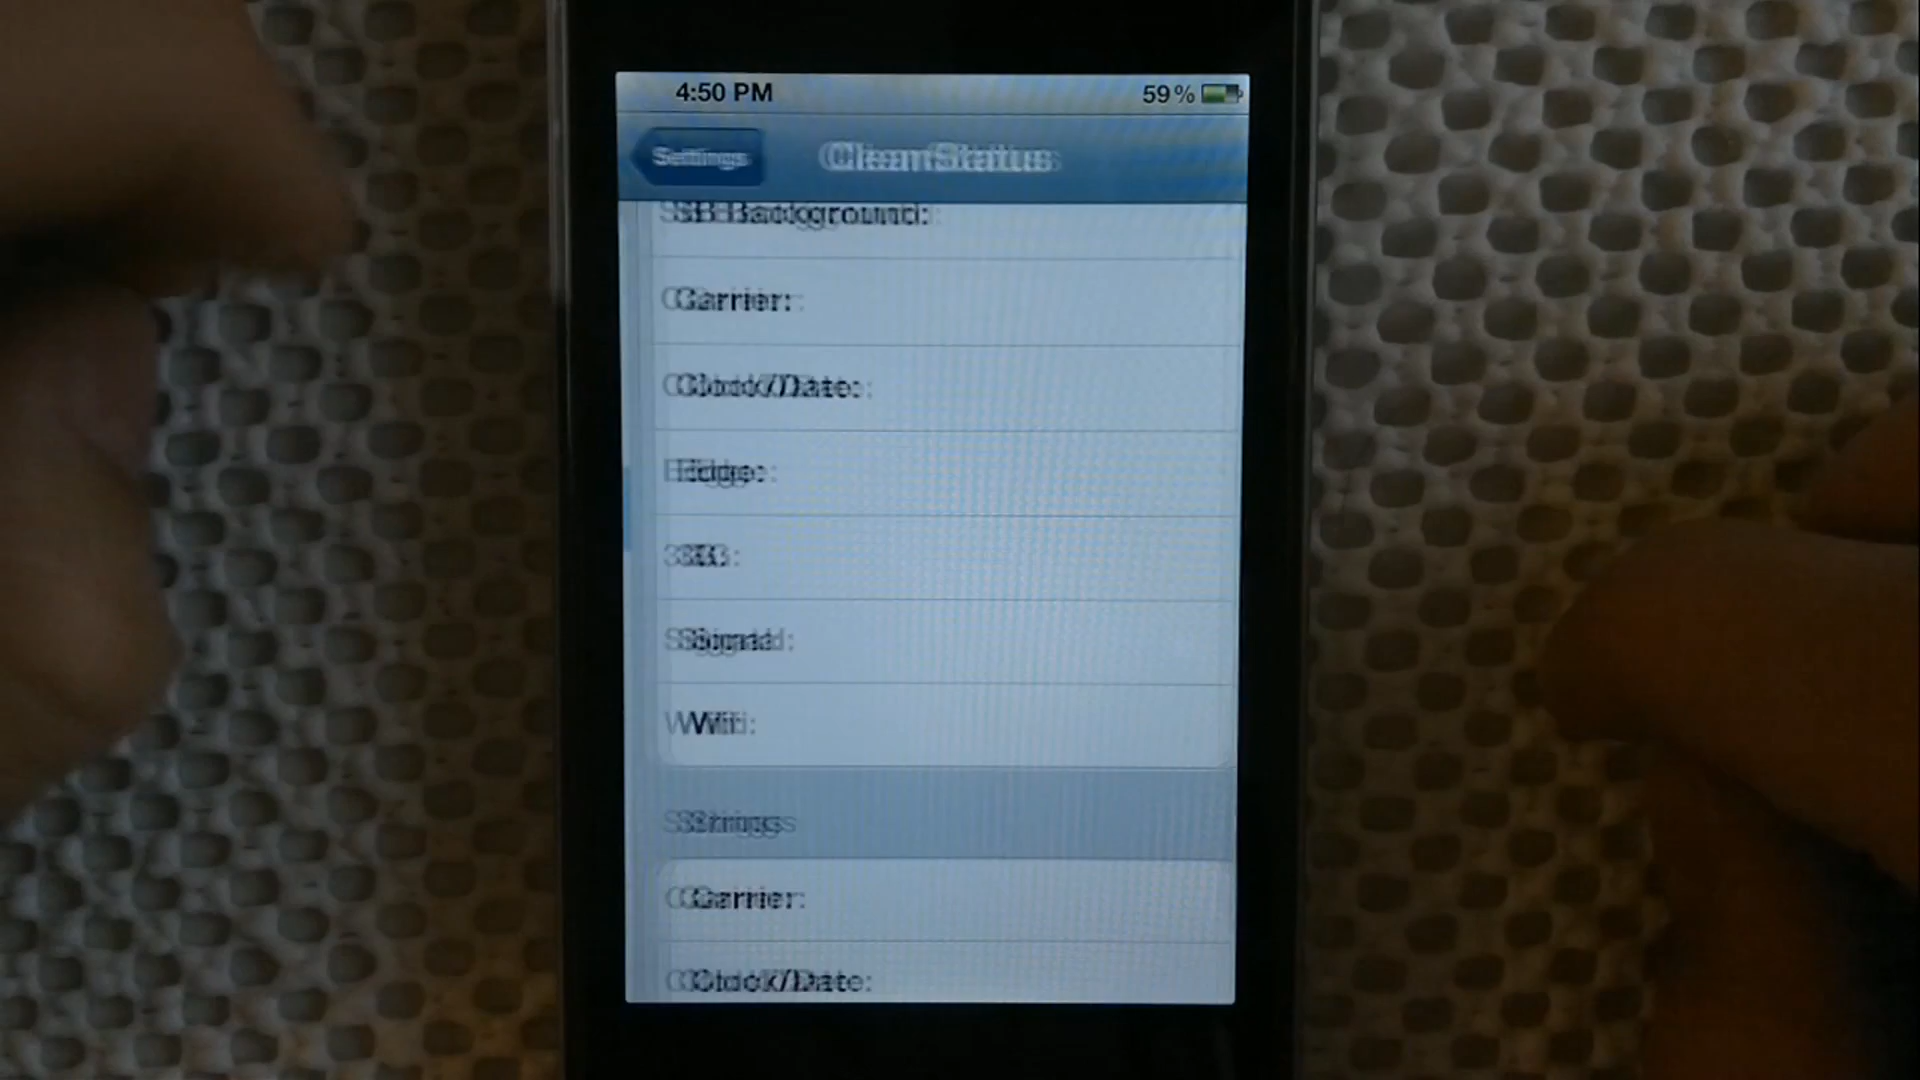 4:50 PM 59%
Settings CleanStatus
SB Background:
Carrier:
Clock/Date:
Edge:
3G:
Signal:
Wifi:
Strings
Carrier:
Clock/Date: